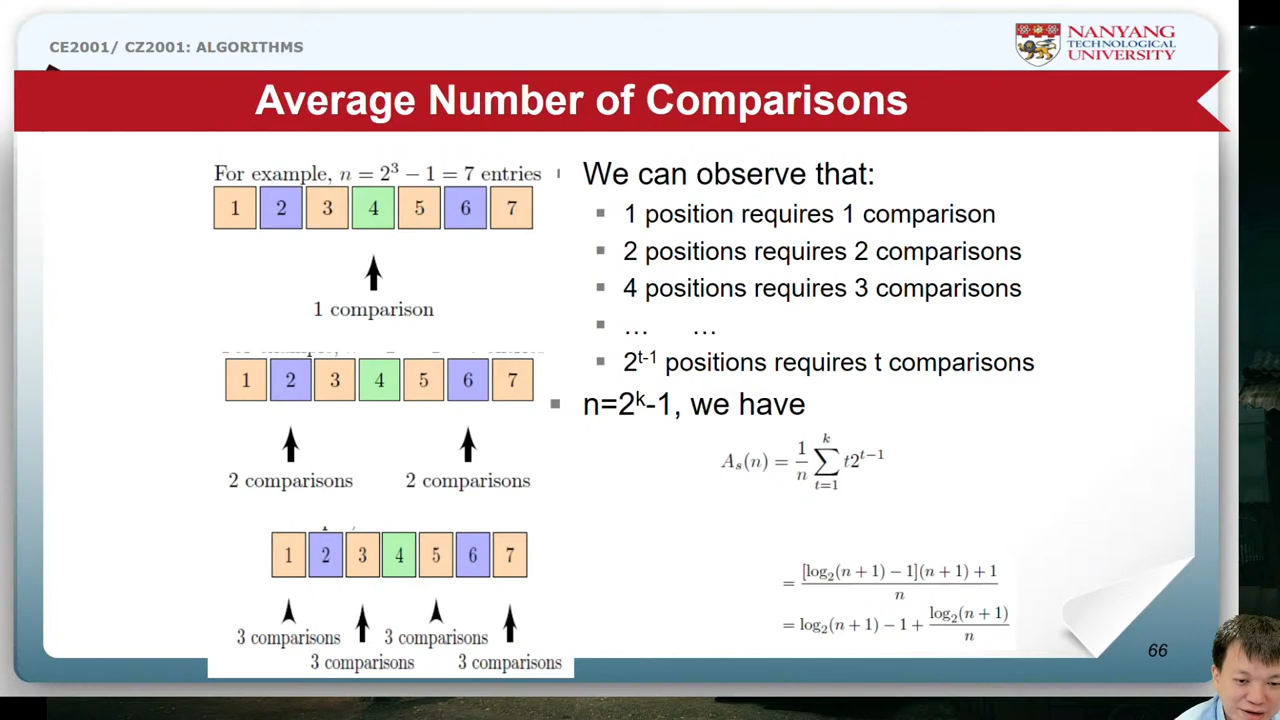 CE2001/ CZ2001: ALGORITHMS
NANYANG
TECHNOLOGICAL
UNIVERSITY
Average Number of Comparisons
For example, n = 2³ − 1 = 7 entries
1 2 3 4 5 6 7
1 comparison
1 2 3 4 5 6 7
2 comparisons 2 comparisons
1 2 3 4 5 6 7
3 comparisons 3 comparisons
3 comparisons 3 comparisons
We can observe that:
▪ 1 position requires 1 comparison
▪ 2 positions requires 2 comparisons
▪ 4 positions requires 3 comparisons
▪ … …
▪ 2^{t-1} positions requires t comparisons
▪ n=2^k-1, we have
A_s(n) = \frac{1}{n} \sum_{t=1}^{k} t2^{t−1}
= \frac{[log₂(n + 1) − 1](n + 1) + 1}{n}
= log₂(n + 1) − 1 + \frac{log₂(n + 1)}{n}
66